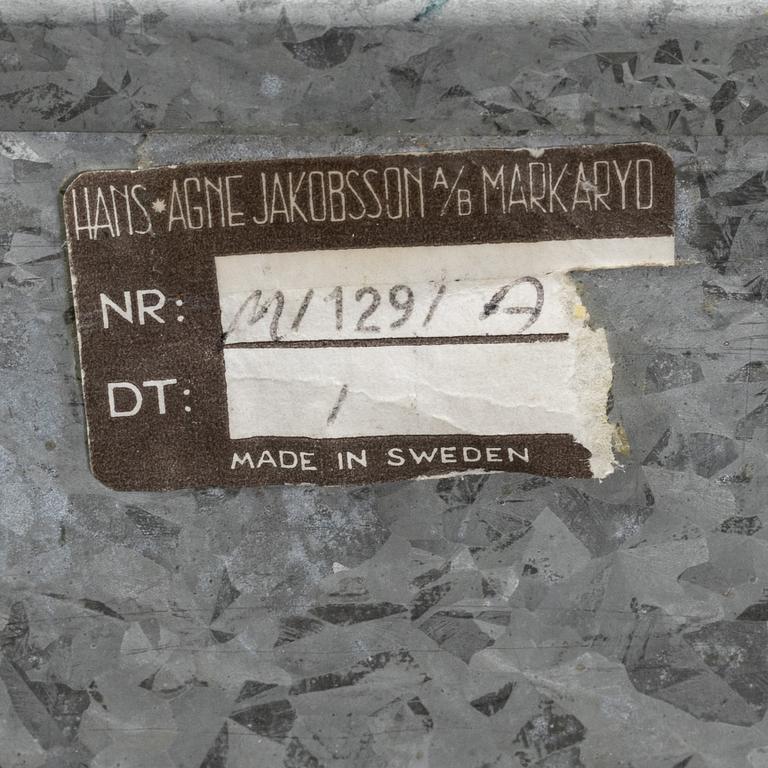 HANS*AGNE JAKOBSSON A/B MARKARYD
NR: M/129/ A
DT: /
MADE IN SWEDEN